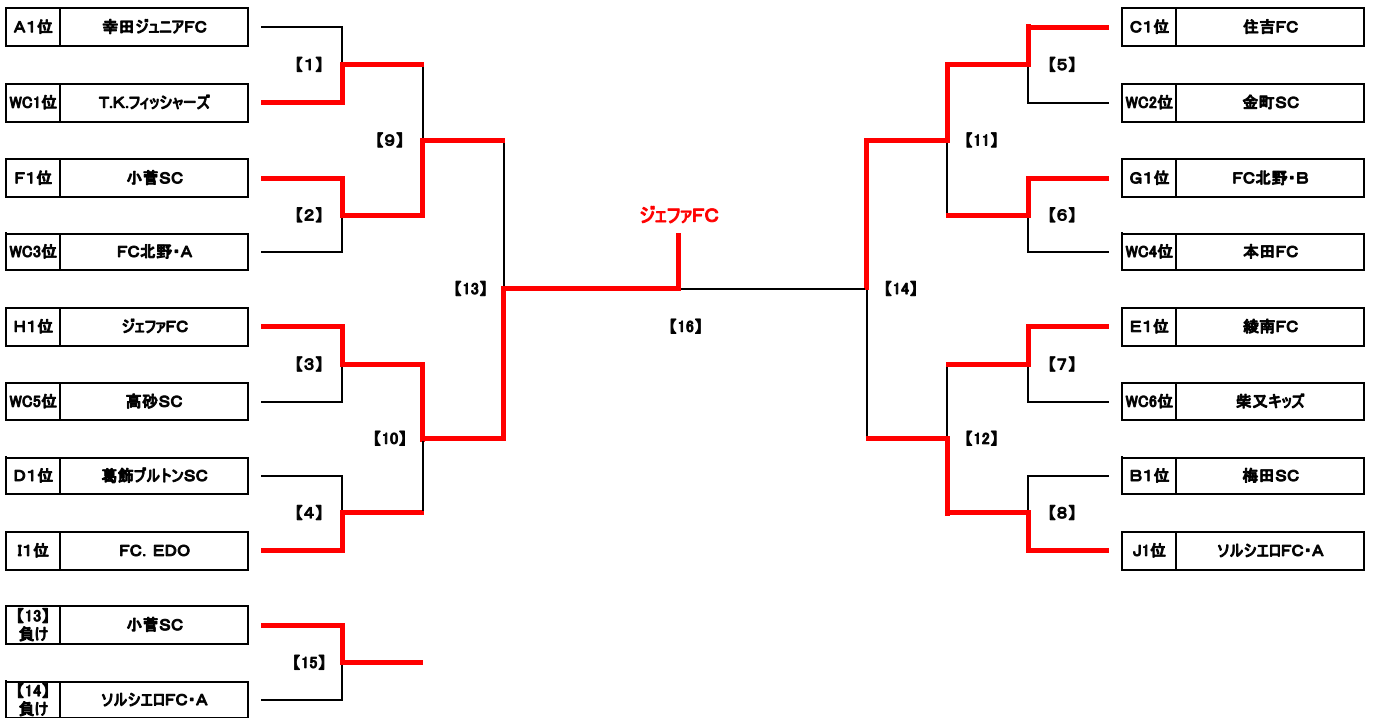 A1位 幸田ジュニアFC
【1】
WC1位 T.K.フィッシャーズ
【9】
F1位 小菅SC
【2】
WC3位 FC北野・A
【13】
H1位 ジェファFC
【3】
WC5位 高砂SC
【10】
D1位 葛飾ブルトンSC
【4】
I1位 FC. EDO
【13】負け 小菅SC
【15】
【14】負け ソルシエロFC・A
ジェファFC
【16】
C1位 住吉FC
【5】
WC2位 金町SC
【11】
G1位 FC北野・B
【6】
WC4位 本田FC
【14】
E1位 綾南FC
【7】
WC6位 柴又キッズ
【12】
B1位 梅田SC
【8】
J1位 ソルシエロFC・A